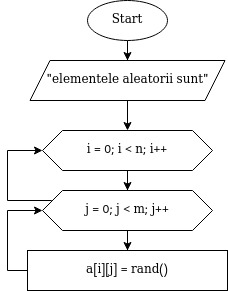 Start
"elementele aleatorii sunt"
i = 0; i < n; i++
j = 0; j < m; j++
a[i][j] = rand()